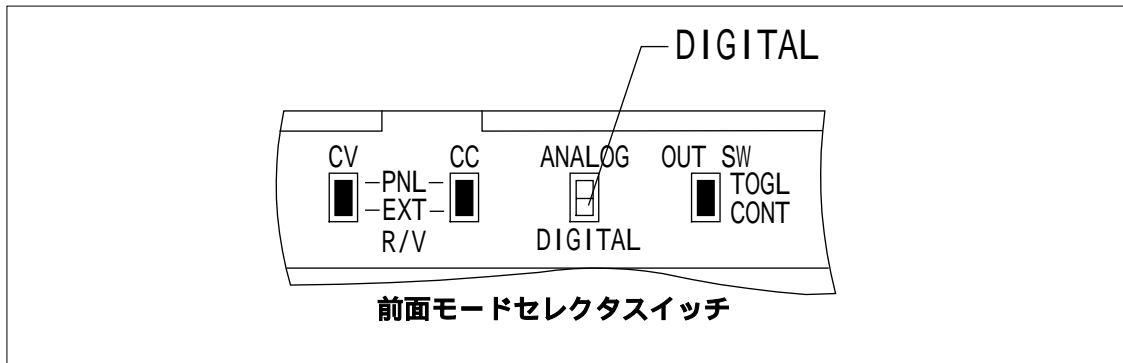 DIGITAL
CV CC ANALOG OUT SW
PNL TOGL
EXT CONT
R/V DIGITAL
前面モードセレクタスイッチ